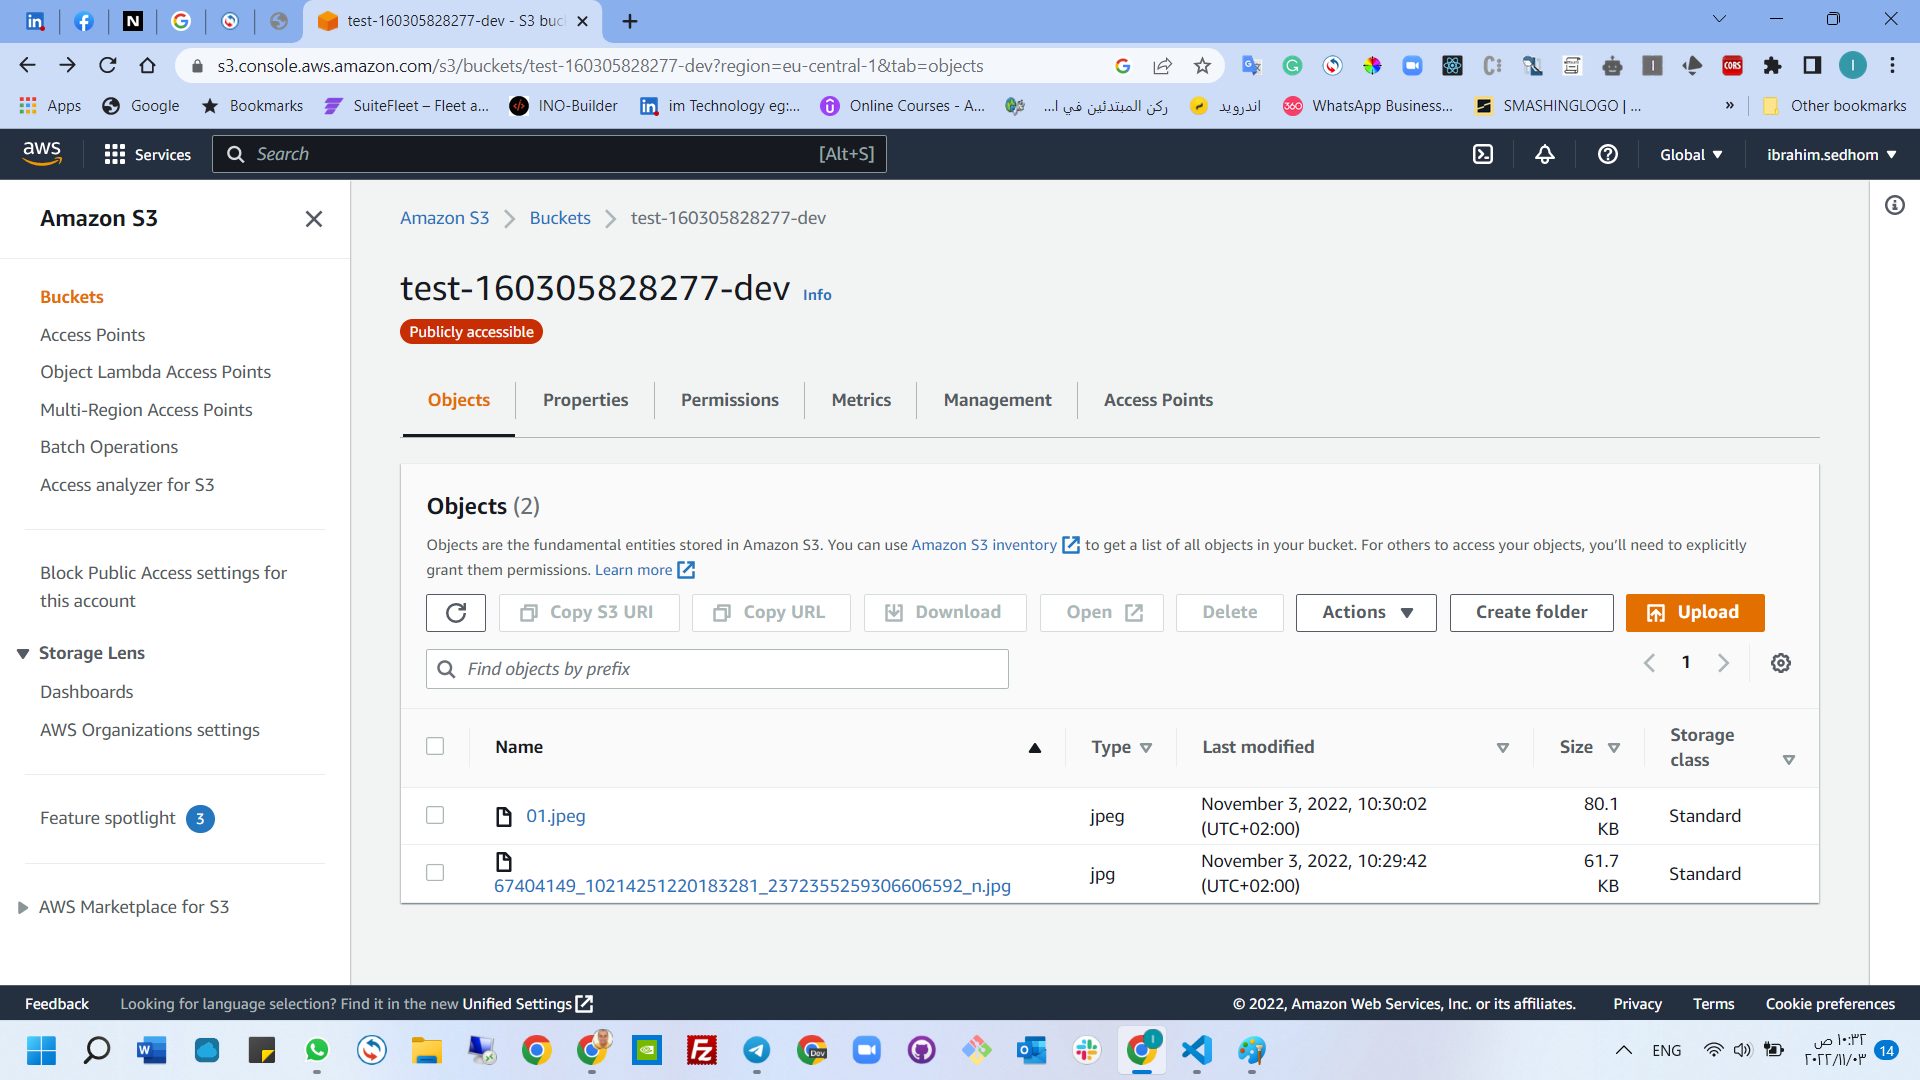 test-160305828277-dev - S3 buc
s3.console.aws.amazon.com/s3/buckets/test-160305828277-dev?region=eu-central-1&tab=objects
Apps
Google
Bookmarks
SuiteFleet – Fleet a...
INO-Builder
im Technology eg:...
Online Courses - A...
ركن المبتدئين في ا...
اندرويد
WhatsApp Business...
SMASHINGLOGO | ...
»
Other bookmarks
aws
Services
Search
[Alt+S]
Global
ibrahim.sedhom
Amazon S3
Buckets
Access Points
Object Lambda Access Points
Multi-Region Access Points
Batch Operations
Access analyzer for S3
Block Public Access settings for
this account
Storage Lens
Dashboards
AWS Organizations settings
Feature spotlight 3
AWS Marketplace for S3
Amazon S3
Buckets
test-160305828277-dev
test-160305828277-dev Info
Publicly accessible
Objects
Properties
Permissions
Metrics
Management
Access Points
Objects (2)
Objects are the fundamental entities stored in Amazon S3. You can use Amazon S3 inventory to get a list of all objects in your bucket. For others to access your objects, you’ll need to explicitly
grant them permissions. Learn more
Copy S3 URI
Copy URL
Download
Open
Delete
Actions
Create folder
Upload
Find objects by prefix
1
Name
Type
Last modified
Size
Storage
class
01.jpeg
jpeg
November 3, 2022, 10:30:02
(UTC+02:00)
80.1
KB
Standard
67404149_10214251220183281_2372355259306606592_n.jpg
jpg
November 3, 2022, 10:29:42
(UTC+02:00)
61.7
KB
Standard
Feedback
Looking for language selection? Find it in the new Unified Settings
© 2022, Amazon Web Services, Inc. or its affiliates.
Privacy
Terms
Cookie preferences
ENG
١٠:٣٢ ص
٢٠٢٢/١١/٠٣
14